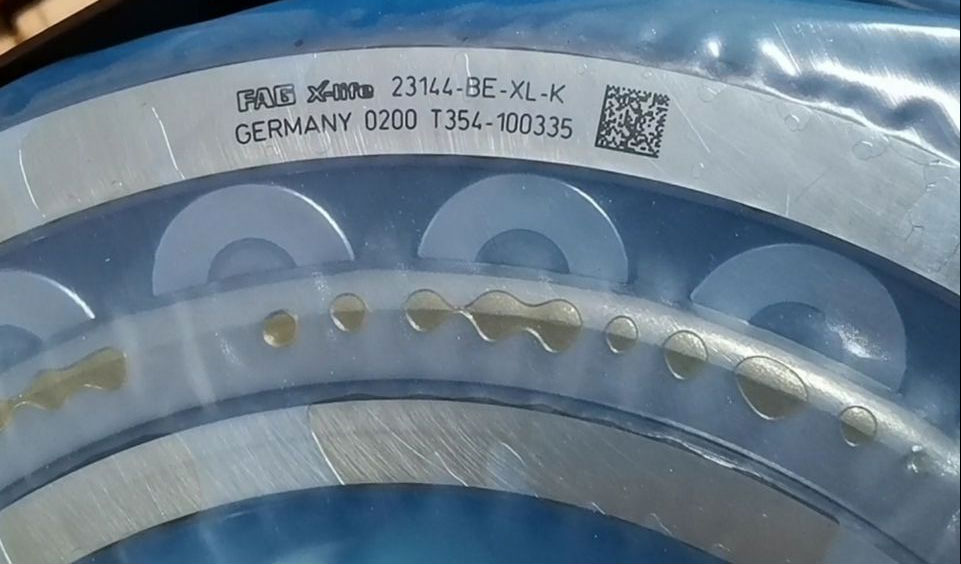 FAG X-life 23144-BE-XL-K
GERMANY 0200 T354-100335